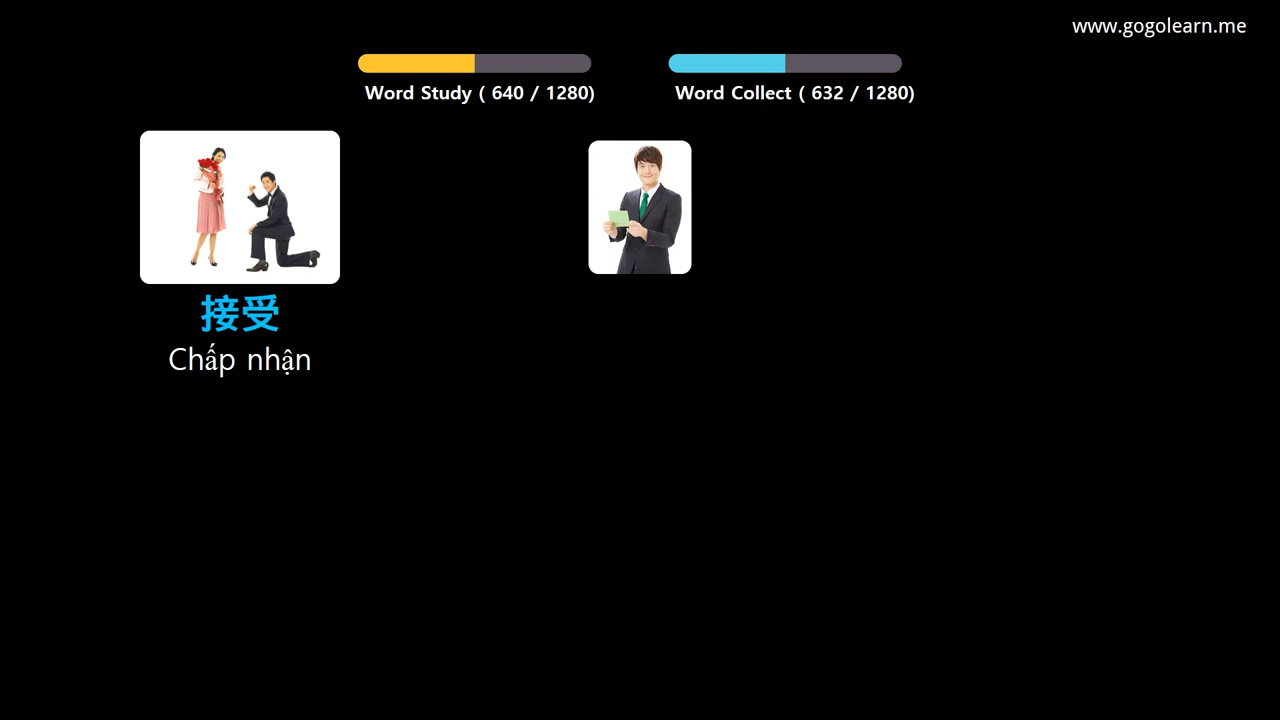 www.gogolearn.me
Word Study ( 640 / 1280)
Word Collect ( 632 / 1280)
接受
Chấp nhận